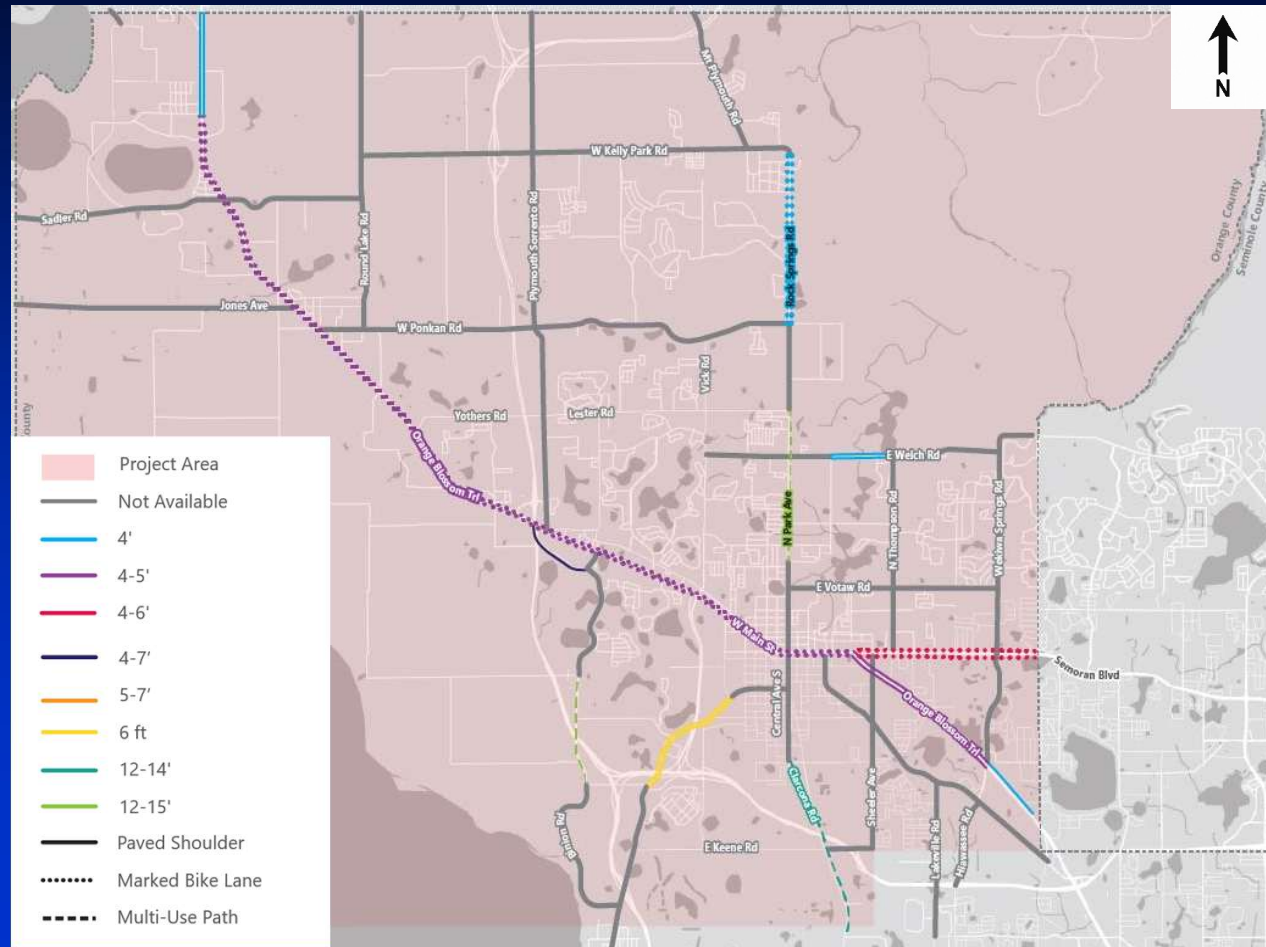 N
Mt Plymouth Rd
W Kelly Park Rd
Sadler Rd
Round Lake Rd
Plymouth Sorrento Rd
Rock Springs Rd
Orange County
Seminole County
Jones Ave
W Ponkan Rd
Vick Rd
Yothers Rd
Lester Rd
ounty
Orange Blossom Trl
E Welch Rd
N Park Ave
N Thompson Rd
Wekiwa Springs Rd
E Votaw Rd
W Main St
Semoran Blvd
Central Ave S
Orange Blossom Trl
Clarcona Rd
Sheeler Ave
Binion Rd
E Keene Rd
Lakeville Rd
Hiawassee Rd
Project Area
Not Available
4'
4-5'
4-6'
4-7'
5-7'
6 ft
12-14'
12-15'
Paved Shoulder
Marked Bike Lane
Multi-Use Path